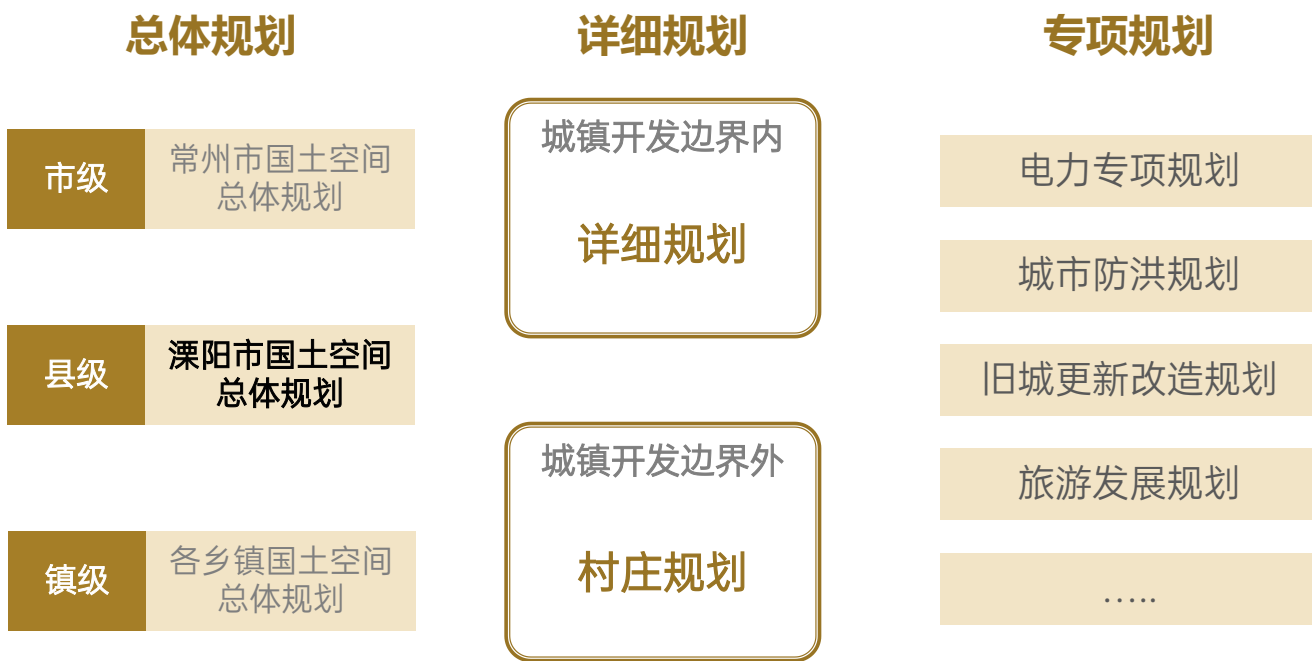 总体规划
详细规划
专项规划
市级
常州市国土空间
总体规划
县级
溧阳市国土空间
总体规划
镇级
各乡镇国土空间
总体规划
城镇开发边界内
详细规划
城镇开发边界外
村庄规划
电力专项规划
城市防洪规划
旧城更新改造规划
旅游发展规划
…..